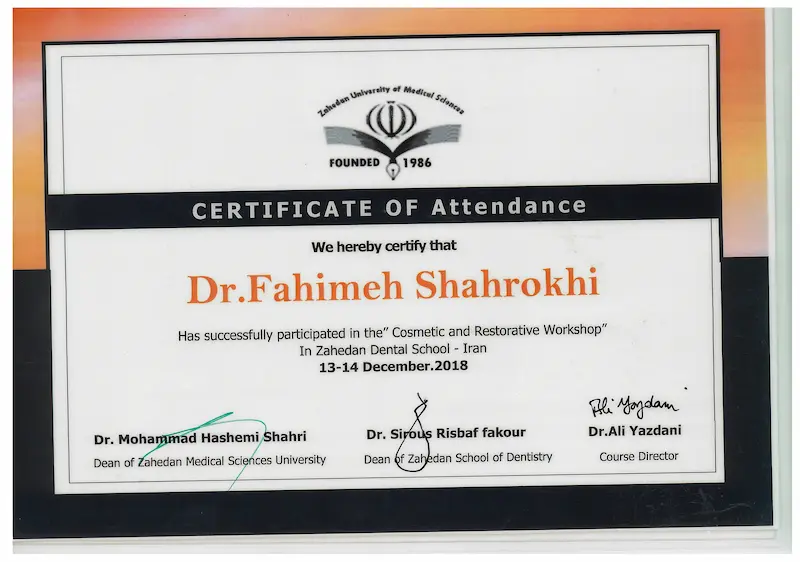 Zahedan University of Medical Sciences
FOUNDED 1986
CERTIFICATE OF Attendance
We hereby certify that
Dr.Fahimeh Shahrokhi
Has successfully participated in the" Cosmetic and Restorative Workshop"
In Zahedan Dental School - Iran
13-14 December.2018
Ali Yazdani
Dr. Mohammad Hashemi Shahri
Dr. Sirous Risbaf fakour
Dr.Ali Yazdani
Dean of Zahedan Medical Sciences University
Dean of Zahedan School of Dentistry
Course Director